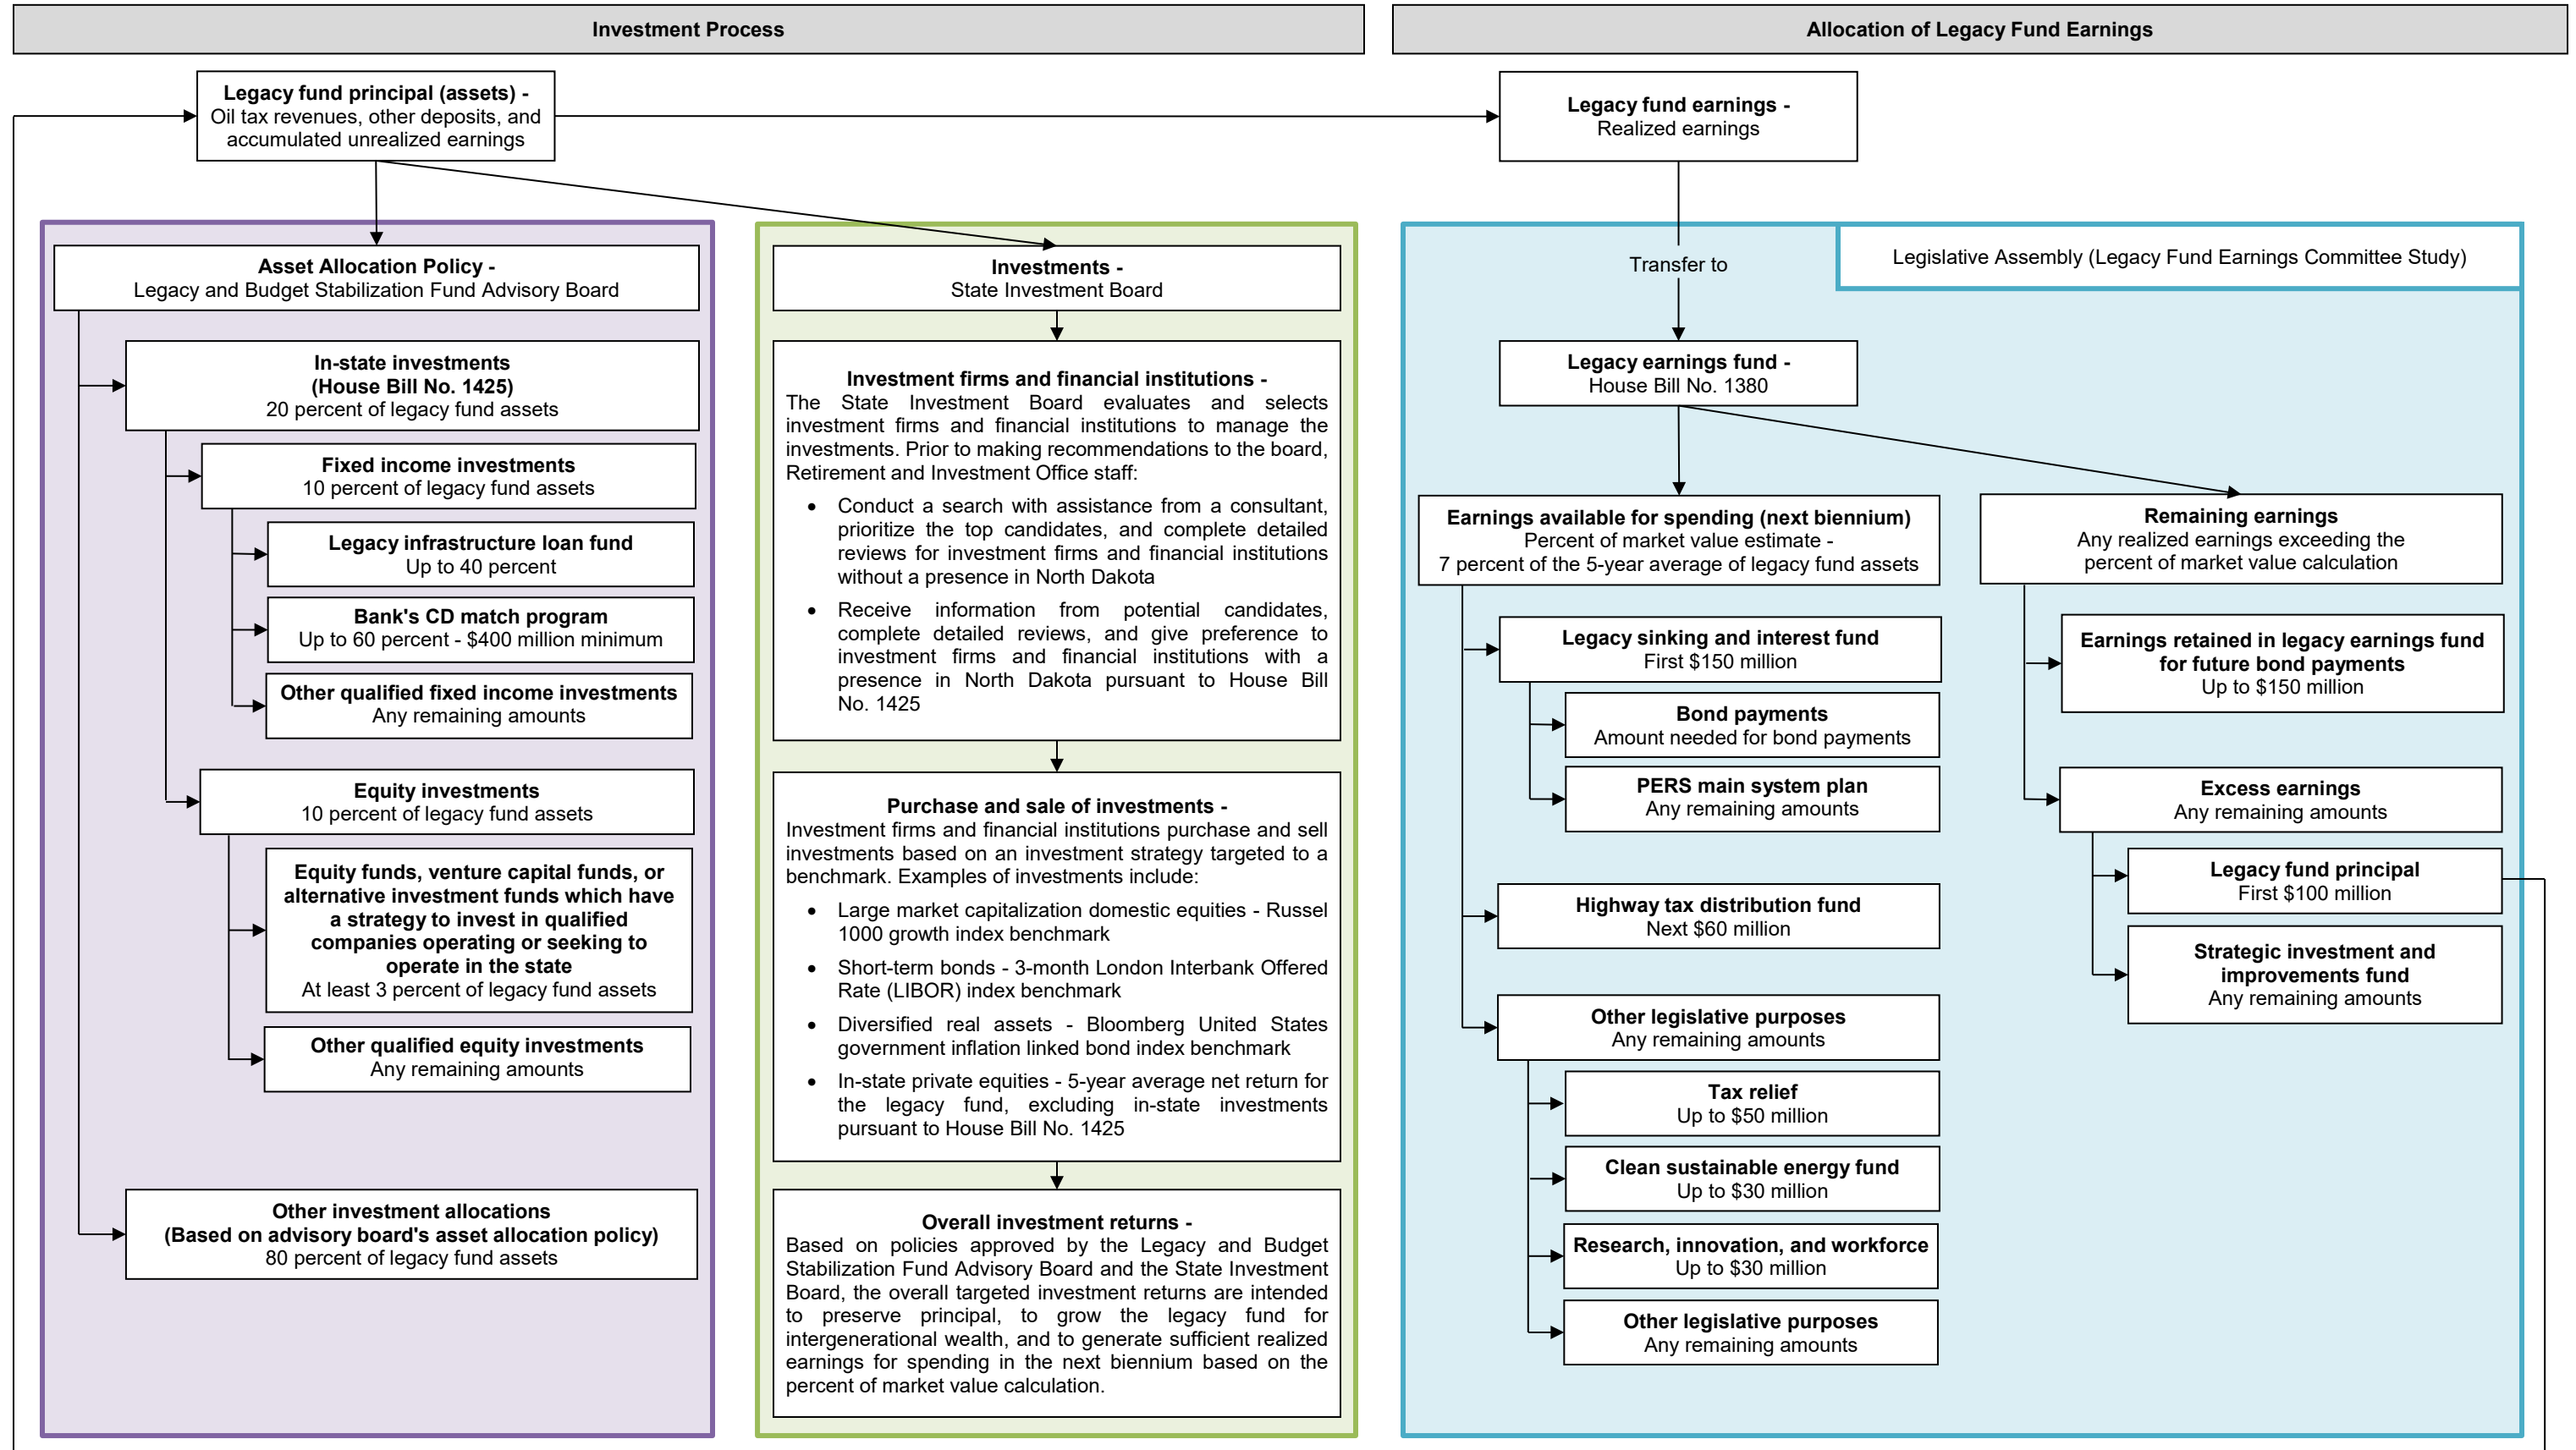 Investment Process
Allocation of Legacy Fund Earnings
Legacy fund principal (assets) -
Oil tax revenues, other deposits, and
accumulated unrealized earnings
Legacy fund earnings -
Realized earnings
Asset Allocation Policy -
Legacy and Budget Stabilization Fund Advisory Board
In-state investments
(House Bill No. 1425)
20 percent of legacy fund assets
Fixed income investments
10 percent of legacy fund assets
Legacy infrastructure loan fund
Up to 40 percent
Bank's CD match program
Up to 60 percent - $400 million minimum
Other qualified fixed income investments
Any remaining amounts
Equity investments
10 percent of legacy fund assets
Equity funds, venture capital funds, or
alternative investment funds which have
a strategy to invest in qualified
companies operating or seeking to
operate in the state
At least 3 percent of legacy fund assets
Other qualified equity investments
Any remaining amounts
Other investment allocations
(Based on advisory board's asset allocation policy)
80 percent of legacy fund assets
Investments -
State Investment Board
Investment firms and financial institutions -
The State Investment Board evaluates and selects
investment firms and financial institutions to manage the
investments. Prior to making recommendations to the board,
Retirement and Investment Office staff:
• Conduct a search with assistance from a consultant,
prioritize the top candidates, and complete detailed
reviews for investment firms and financial institutions
without a presence in North Dakota
• Receive information from potential candidates,
complete detailed reviews, and give preference to
investment firms and financial institutions with a
presence in North Dakota pursuant to House Bill
No. 1425
Purchase and sale of investments -
Investment firms and financial institutions purchase and sell
investments based on an investment strategy targeted to a
benchmark. Examples of investments include:
• Large market capitalization domestic equities - Russel
1000 growth index benchmark
• Short-term bonds - 3-month London Interbank Offered
Rate (LIBOR) index benchmark
• Diversified real assets - Bloomberg United States
government inflation linked bond index benchmark
• In-state private equities - 5-year average net return for
the legacy fund, excluding in-state investments
pursuant to House Bill No. 1425
Overall investment returns -
Based on policies approved by the Legacy and Budget
Stabilization Fund Advisory Board and the State Investment
Board, the overall targeted investment returns are intended
to preserve principal, to grow the legacy fund for
intergenerational wealth, and to generate sufficient realized
earnings for spending in the next biennium based on the
percent of market value calculation.
Legislative Assembly (Legacy Fund Earnings Committee Study)
Transfer to
Legacy earnings fund -
House Bill No. 1380
Earnings available for spending (next biennium)
Percent of market value estimate -
7 percent of the 5-year average of legacy fund assets
Legacy sinking and interest fund
First $150 million
Bond payments
Amount needed for bond payments
PERS main system plan
Any remaining amounts
Highway tax distribution fund
Next $60 million
Other legislative purposes
Any remaining amounts
Tax relief
Up to $50 million
Clean sustainable energy fund
Up to $30 million
Research, innovation, and workforce
Up to $30 million
Other legislative purposes
Any remaining amounts
Remaining earnings
Any realized earnings exceeding the
percent of market value calculation
Earnings retained in legacy earnings fund
for future bond payments
Up to $150 million
Excess earnings
Any remaining amounts
Legacy fund principal
First $100 million
Strategic investment and
improvements fund
Any remaining amounts